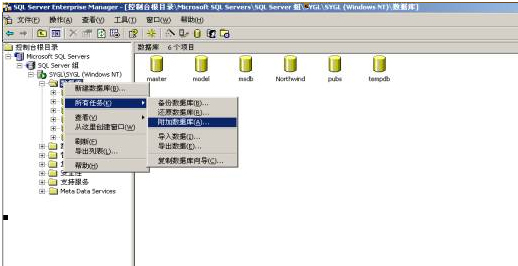 SQL Server Enterprise Manager - [控制台根目录\Microsoft SQL Servers\SQL Server 组\SYGL\SYGL (Windows NT)\数据库]
文件(F) 操作(A) 查看(V) 工具(T) 窗口(W) 帮助(H)
控制台根目录
Microsoft SQL Servers
SQL Server 组
SYGL\SYGL (Windows NT)
数据库 6 个项目
master model msdb Northwind pubs tempdb
新建数据库(B)...
所有任务(K)
查看(V)
从这里创建窗口(W)
刷新(F)
导出列表(L)...
帮助(H)
备份数据库(B)...
还原数据库(R)...
附加数据库(A)...
导入数据(I)...
导出数据(E)...
复制数据库向导(C)...
安全性
支持服务
Meta Data Services